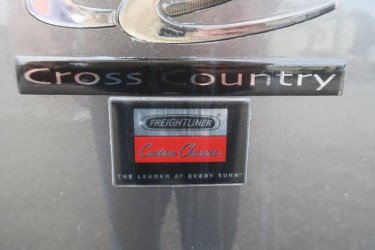 Cross Country
FREIGHTLINER
Custom Chassis
THE LEADER AT EVERY TURN